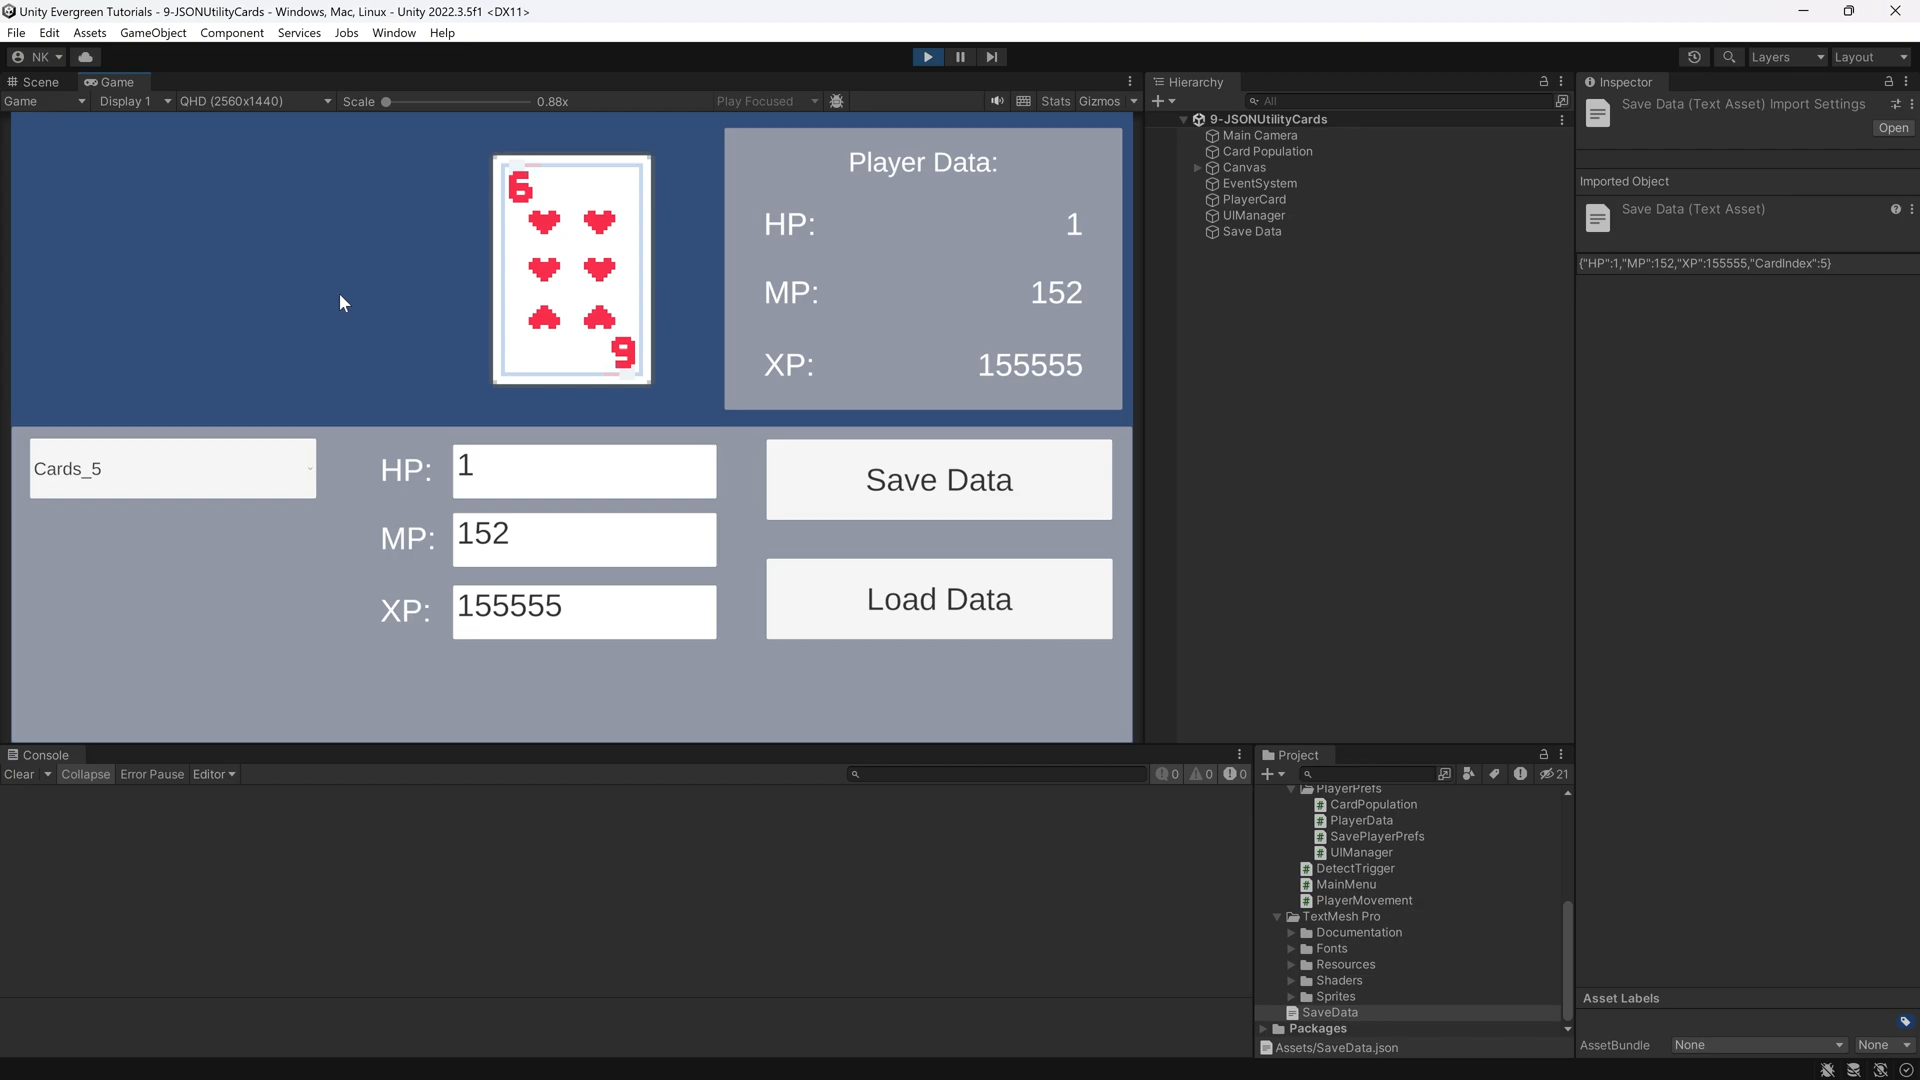 Unity Evergreen Tutorials - 9-JSONUtilityCards - Windows, Mac, Linux - Unity 2022.3.5f1 <DX11>
File Edit Assets GameObject Component Services Jobs Window Help
NK Layers Layout
Scene Game
Game Display 1 QHD (2560x1440) Scale 0.88x Play Focused Stats Gizmos
6
6
Player Data:
HP: 1
MP: 152
XP: 155555
Cards_5
HP: 1
MP: 152
XP: 155555
Save Data
Load Data
Hierarchy
All
9-JSONUtilityCards
Main Camera
Card Population
Canvas
EventSystem
PlayerCard
UIManager
Save Data
Inspector
Save Data (Text Asset) Import Settings
Open
Imported Object
Save Data (Text Asset)
{"HP":1,"MP":152,"XP":155555,"CardIndex":5}
Console
Clear Collapse Error Pause Editor 0 0 0
Project
21
PlayerPrefs
CardPopulation
PlayerData
SavePlayerPrefs
UIManager
DetectTrigger
MainMenu
PlayerMovement
TextMesh Pro
Documentation
Fonts
Resources
Shaders
Sprites
SaveData
Packages
Assets/SaveData.json
Asset Labels
AssetBundle None None